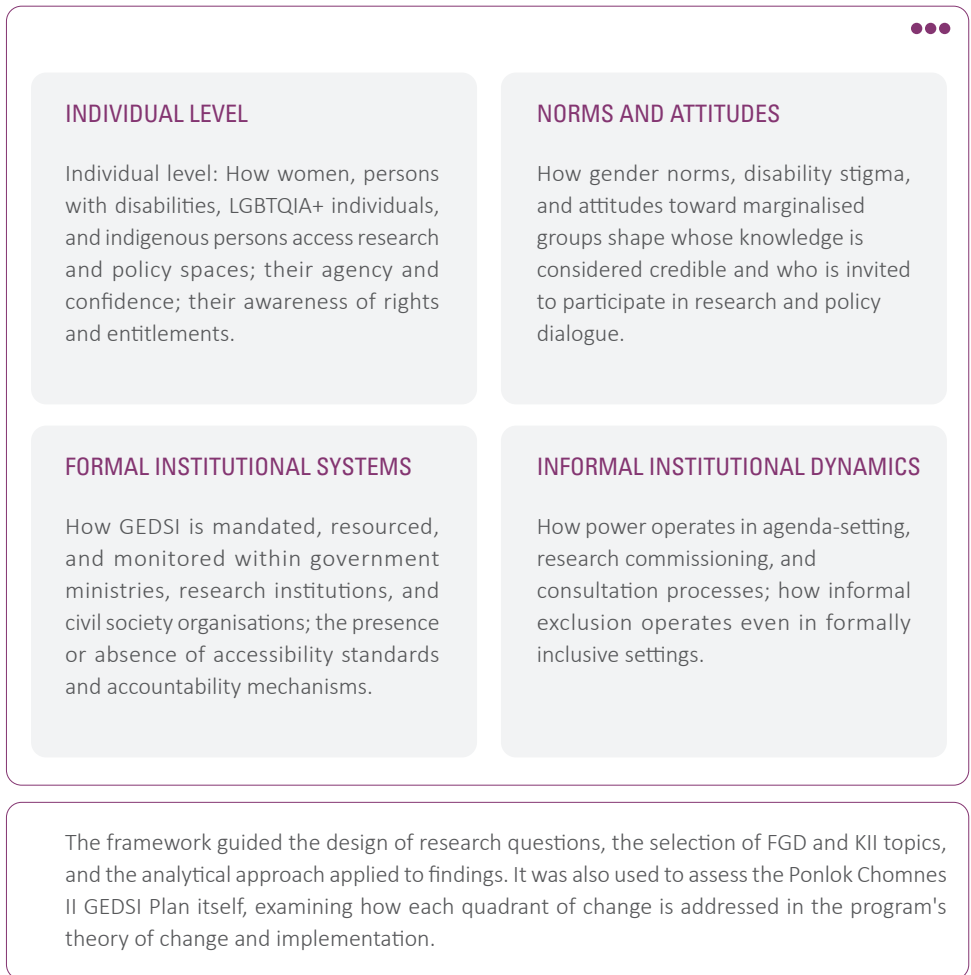 INDIVIDUAL LEVEL
Individual level: How women, persons
with disabilities, LGBTQIA+ individuals,
and indigenous persons access research
and policy spaces; their agency and
confidence; their awareness of rights
and entitlements.
NORMS AND ATTITUDES
How gender norms, disability stigma,
and attitudes toward marginalised
groups shape whose knowledge is
considered credible and who is invited
to participate in research and policy
dialogue.
FORMAL INSTITUTIONAL SYSTEMS
How GEDSI is mandated, resourced,
and monitored within government
ministries, research institutions, and
civil society organisations; the presence
or absence of accessibility standards
and accountability mechanisms.
INFORMAL INSTITUTIONAL DYNAMICS
How power operates in agenda-setting,
research commissioning, and
consultation processes; how informal
exclusion operates even in formally
inclusive settings.
The framework guided the design of research questions, the selection of FGD and KII topics,
and the analytical approach applied to findings. It was also used to assess the Ponlok Chomnes
II GEDSI Plan itself, examining how each quadrant of change is addressed in the program's
theory of change and implementation.